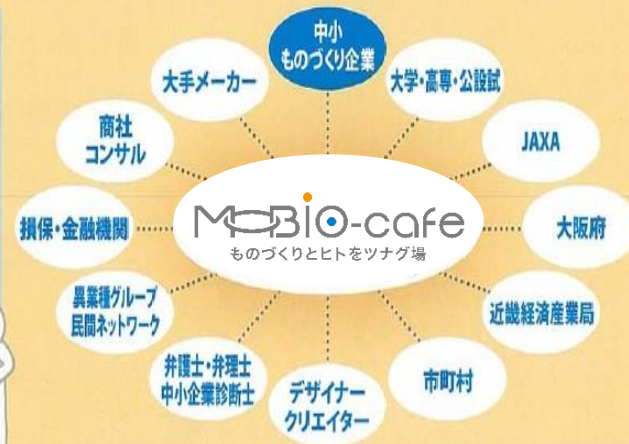 中小
ものづくり企業
大手メーカー
大学・高専・公設試
商社
コンサル
JAXA
MOBiO-cafe
ものづくりとヒトをツナグ場
損保・金融機関
大阪府
異業種グループ
民間ネットワーク
近畿経済産業局
弁護士・弁理士
中小企業診断士
デザイナー
クリエイター
市町村